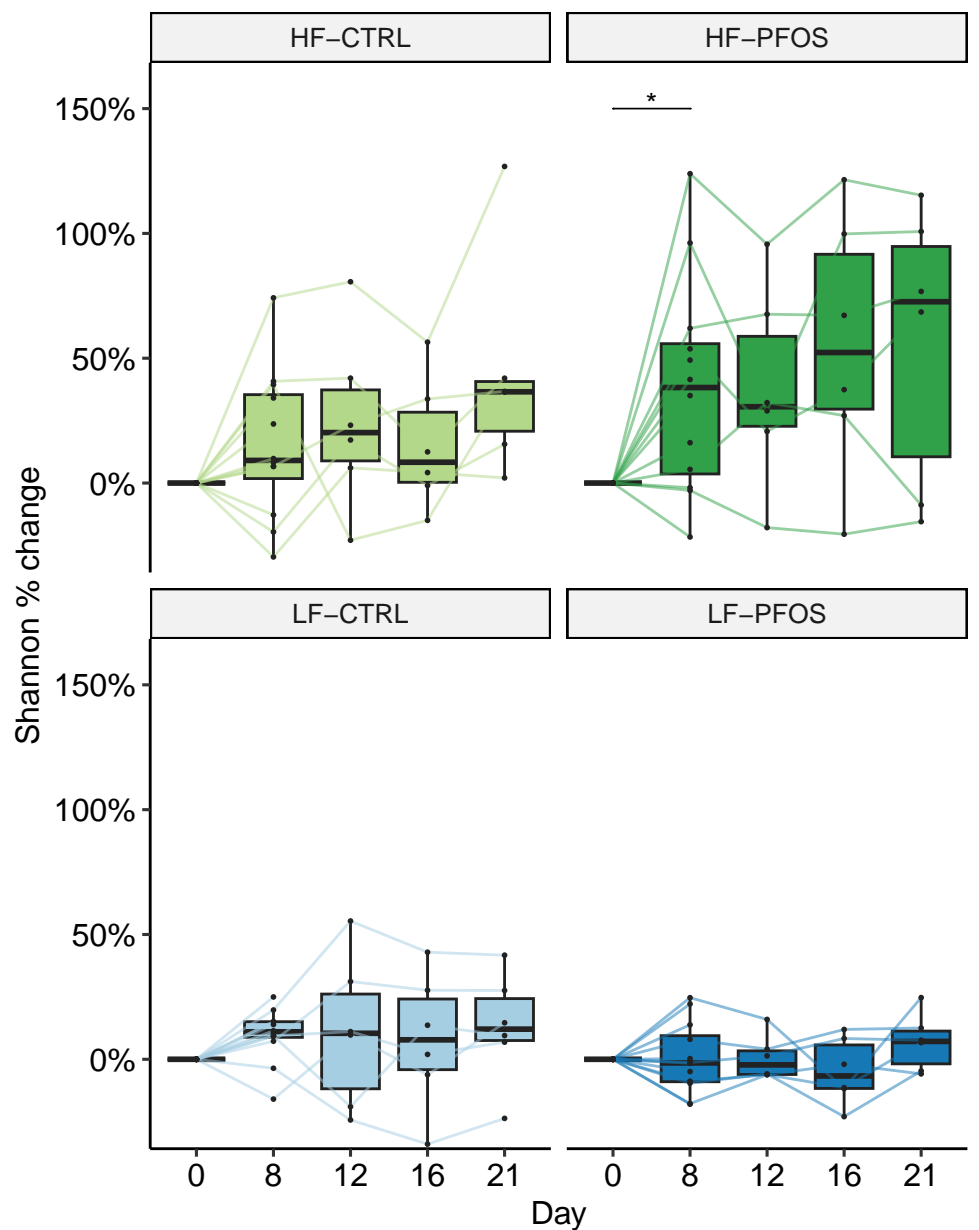 HF−CTRL
HF−PFOS
150%
100%
50%
0%
*
LF−CTRL
LF−PFOS
150%
100%
50%
0%
Shannon % change
0 8 12 16 21
0 8 12 16 21
Day